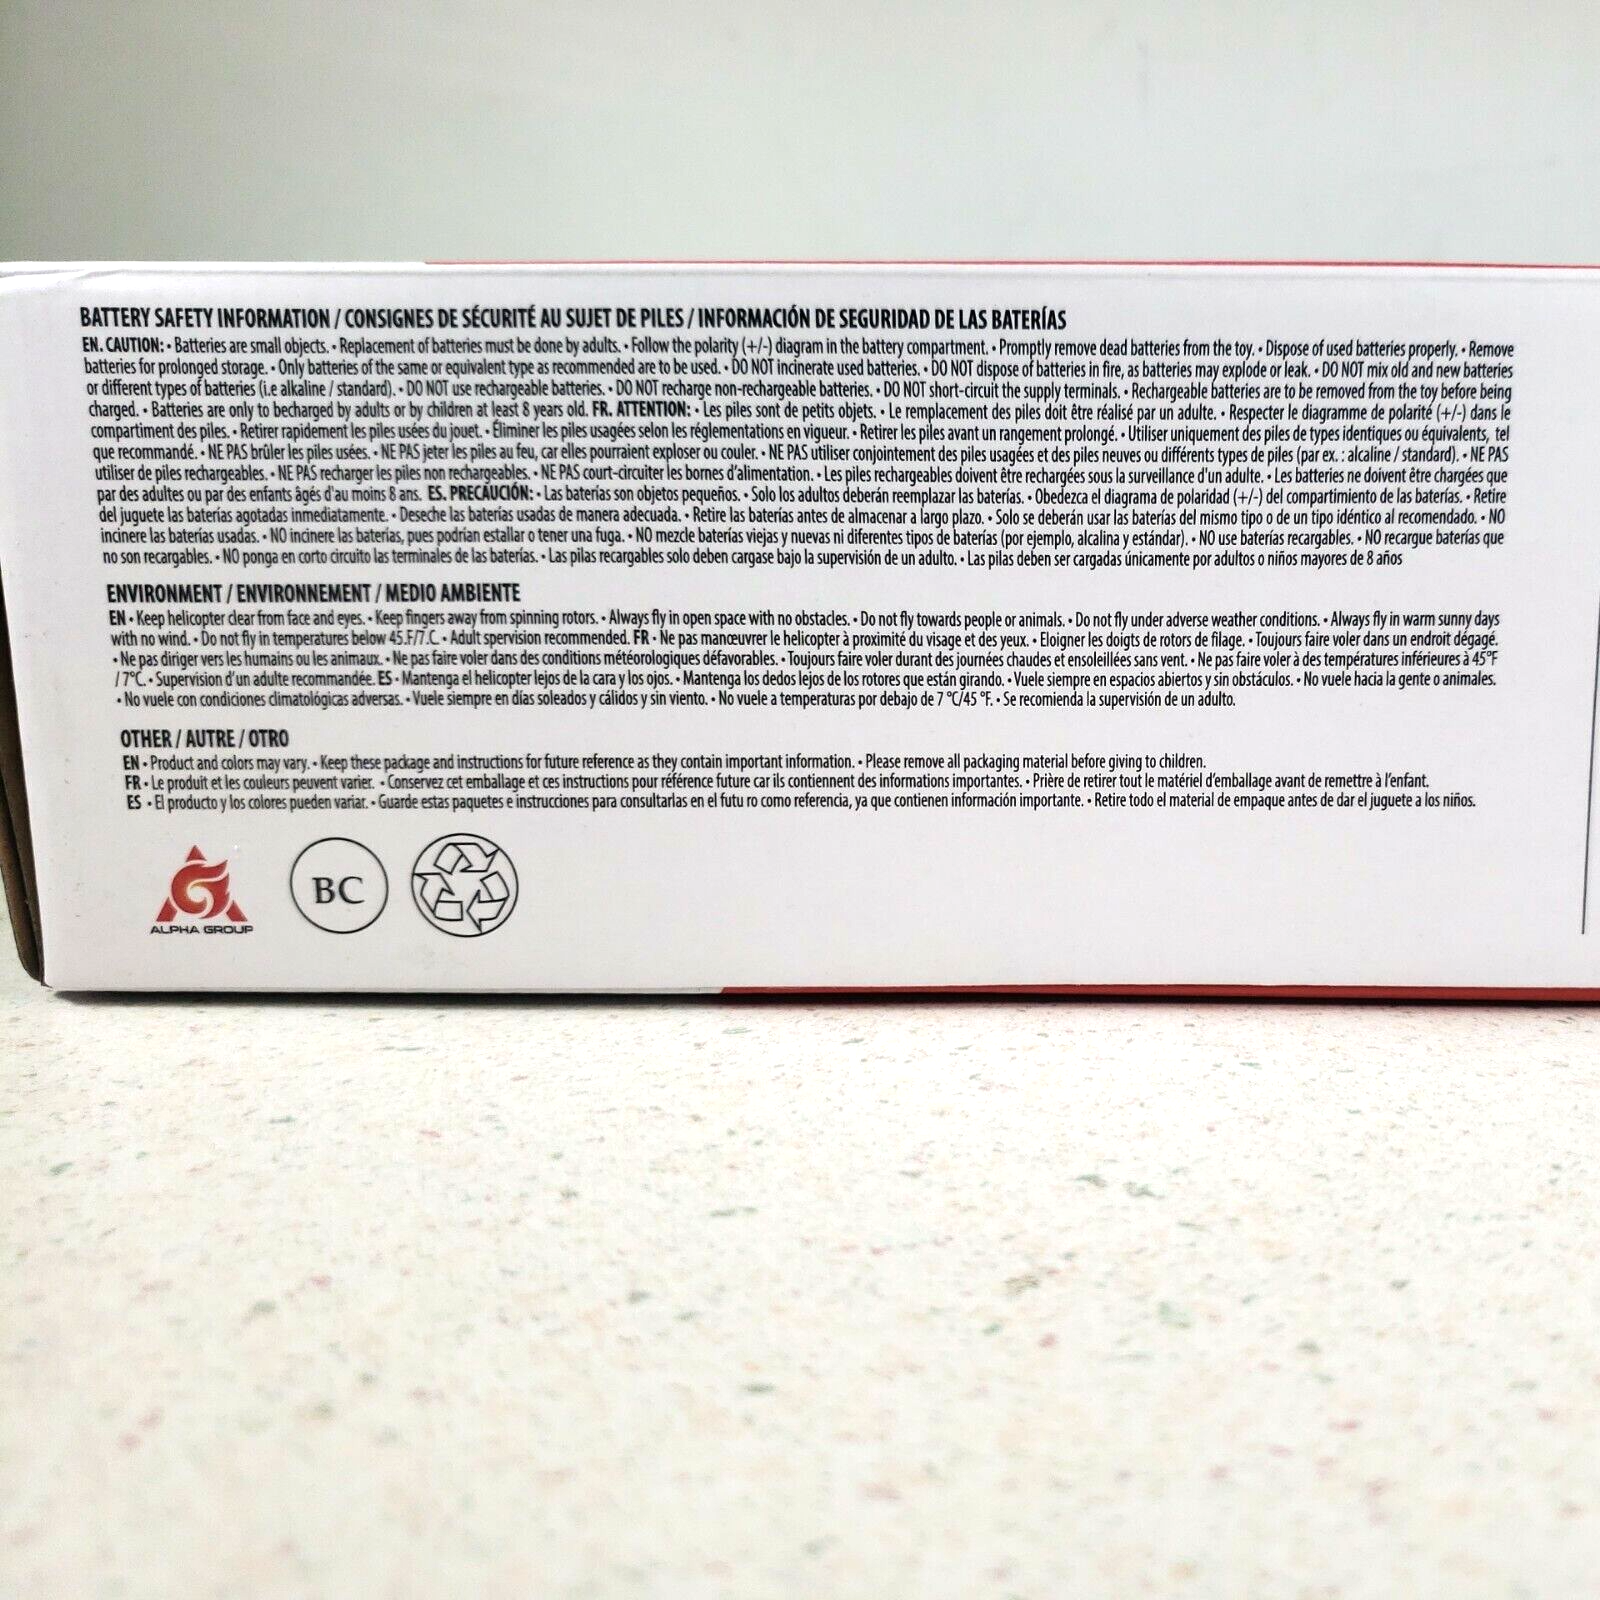 BATTERY SAFETY INFORMATION / CONSIGNES DE SÉCURITÉ AU SUJET DE PILES / INFORMACIÓN DE SEGURIDAD DE LAS BATERÍAS
EN. CAUTION: • Batteries are small objects. • Replacement of batteries must be done by adults. • Follow the polarity (+/-) diagram in the battery compartment. • Promptly remove dead batteries from the toy. • Dispose of used batteries properly. • Remove
batteries for prolonged storage. • Only batteries of the same or equivalent type as recommended are to be used. • DO NOT incinerate used batteries. • DO NOT dispose of batteries in fire, as batteries may explode or leak. • DO NOT mix old and new batteries
or different types of batteries (i.e alkaline / standard). • DO NOT use rechargeable batteries. • DO NOT recharge non-rechargeable batteries. • DO NOT short-circuit the supply terminals. • Rechargeable batteries are to be removed from the toy before being
charged. • Batteries are only to becharged by adults or by children at least 8 years old. FR. ATTENTION: • Les piles sont de petits objets. • Le remplacement des piles doit être réalisé par un adulte. • Respecter le diagramme de polarité (+/-) dans le
compartiment des piles. • Retirer rapidement les piles usées du jouet. • Éliminer les piles usagées selon les réglementations en vigueur. • Retirer les piles avant un rangement prolongé. • Utiliser uniquement des piles de types identiques ou équivalents, tel
que recommandé. • NE PAS brûler les piles usées. • NE PAS jeter les piles au feu, car elles pourraient exploser ou couler. • NE PAS utiliser conjointement des piles usagées et des piles neuves ou différents types de piles (par ex. : alcaline / standard). • NE PAS
utiliser de piles rechargeables. • NE PAS recharger les piles non rechargeables. • NE PAS court-circuiter les bornes d'alimentation. • Les piles rechargeables doivent être rechargées sous la surveillance d'un adulte. • Les batteries ne doivent être chargées que
par des adultes ou par des enfants âgés d'au moins 8 ans. ES. PRECAUCIÓN: • Las baterías son objetos pequeños. • Solo los adultos deberán reemplazar las baterías. • Obedezca el diagrama de polaridad (+/-) del compartimiento de las baterías. • Retire
del juguete las baterías agotadas inmediatamente. • Deseche las baterías usadas de manera adecuada. • Retire las baterías antes de almacenar a largo plazo. • Solo se deberán usar las baterías del mismo tipo o de un tipo idéntico al recomendado. • NO
incinere las baterías usadas. • NO incinere las baterías, pues podrían estallar o tener una fuga. • NO mezcle baterías viejas y nuevas ni diferentes tipos de baterías (por ejemplo, alcalina y estándar). • NO use baterías recargables. • NO recargue baterías que
no son recargables. • NO ponga en corto circuito las terminales de las baterías. • Las pilas recargables solo deben cargase bajo la supervisión de un adulto. • Las pilas deben ser cargadas únicamente por adultos o niños mayores de 8 años
ENVIRONMENT / ENVIRONNEMENT / MEDIO AMBIENTE
EN • Keep helicopter clear from face and eyes. • Keep fingers away from spinning rotors. • Always fly in open space with no obstacles. • Do not fly towards people or animals. • Do not fly under adverse weather conditions. • Always fly in warm sunny days
with no wind. • Do not fly in temperatures below 45.F/7.C. • Adult spervision recommended. FR • Ne pas manœuvrer le helicopter à proximité du visage et des yeux. • Eloigner les doigts de rotors de filage. • Toujours faire voler dans un endroit dégagé.
• Ne pas diriger vers les humains ou les animaux. • Ne pas faire voler dans des conditions météorologiques défavorables. • Toujours faire voler durant des journées chaudes et ensoleillées sans vent. • Ne pas faire voler à des températures inférieures à 45°F
/ 7°C. • Supervision d'un adulte recommandée. ES • Mantenga el helicopter lejos de la cara y los ojos. • Mantenga los dedos lejos de los rotores que están girando. • Vuele siempre en espacios abiertos y sin obstáculos. • No vuele hacia la gente o animales.
• No vuele con condiciones climatológicas adversas. • Vuele siempre en días soleados y cálidos y sin viento. • No vuele a temperaturas por debajo de 7 °C/45 °F. • Se recomienda la supervisión de un adulto.
OTHER / AUTRE / OTRO
EN • Product and colors may vary. • Keep these package and instructions for future reference as they contain important information. • Please remove all packaging material before giving to children.
FR • Le produit et les couleurs peuvent varier. • Conservez cet emballage et ces instructions pour référence future car ils contiennent des informations importantes. • Prière de retirer tout le matériel d'emballage avant de remettre à l'enfant.
ES • El producto y los colores pueden variar. • Guarde estas paquetes e instrucciones para consultarlas en el futu ro como referencia, ya que contienen información importante. • Retire todo el material de empaque antes de dar el juguete a los niños.
ALPHA GROUP
BC